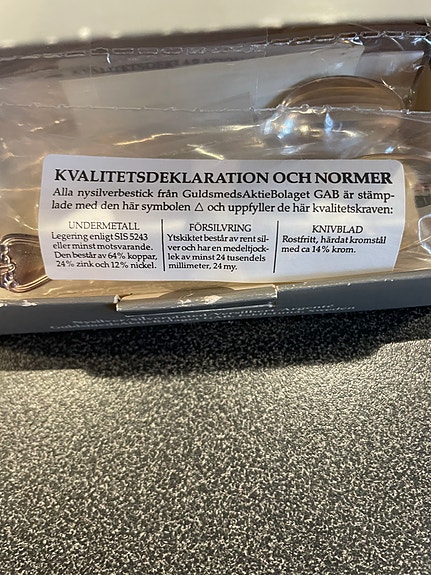 KVALITETSDEKLARATION OCH NORMER
Alla nysilverbestick från GuldsmedsAktieBolaget GAB är stämp-
lade med den här symbolen △ och uppfyller de här kvalitetskraven:
UNDERMETALL
Legering enligt SIS 5243
eller minst motsvarande.
Den består av 64% koppar,
24% zink och 12% nickel.
FÖRSILVRING
Ytskiktet består av rent sil-
ver och har en medeltjock-
lek av minst 24 tusendels
millimeter, 24 my.
KNIVBLAD
Rostfritt, härdat kromstål
med ca 14% krom.